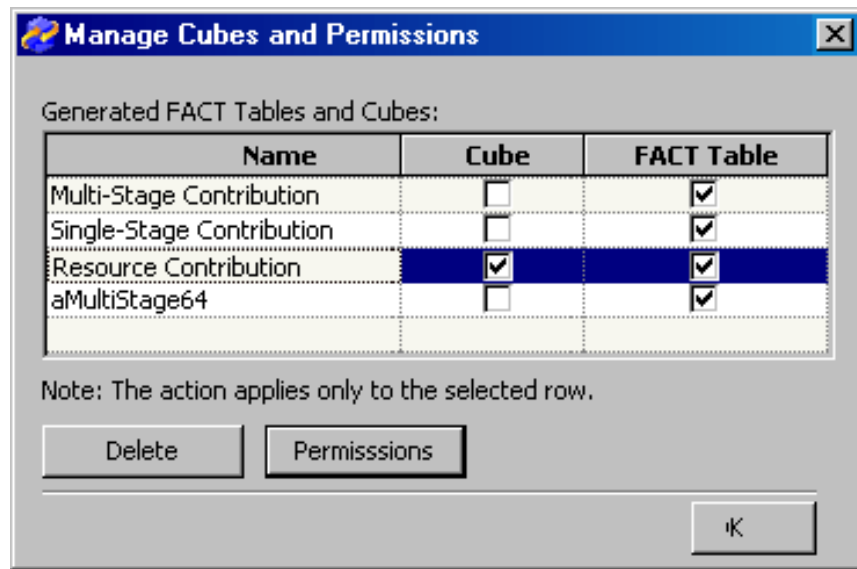 Manage Cubes and Permissions
Generated FACT Tables and Cubes:
Name Cube FACT Table
Multi-Stage Contribution
Single-Stage Contribution
Resource Contribution
aMultiStage64
Note: The action applies only to the selected row.
Delete Permisssions